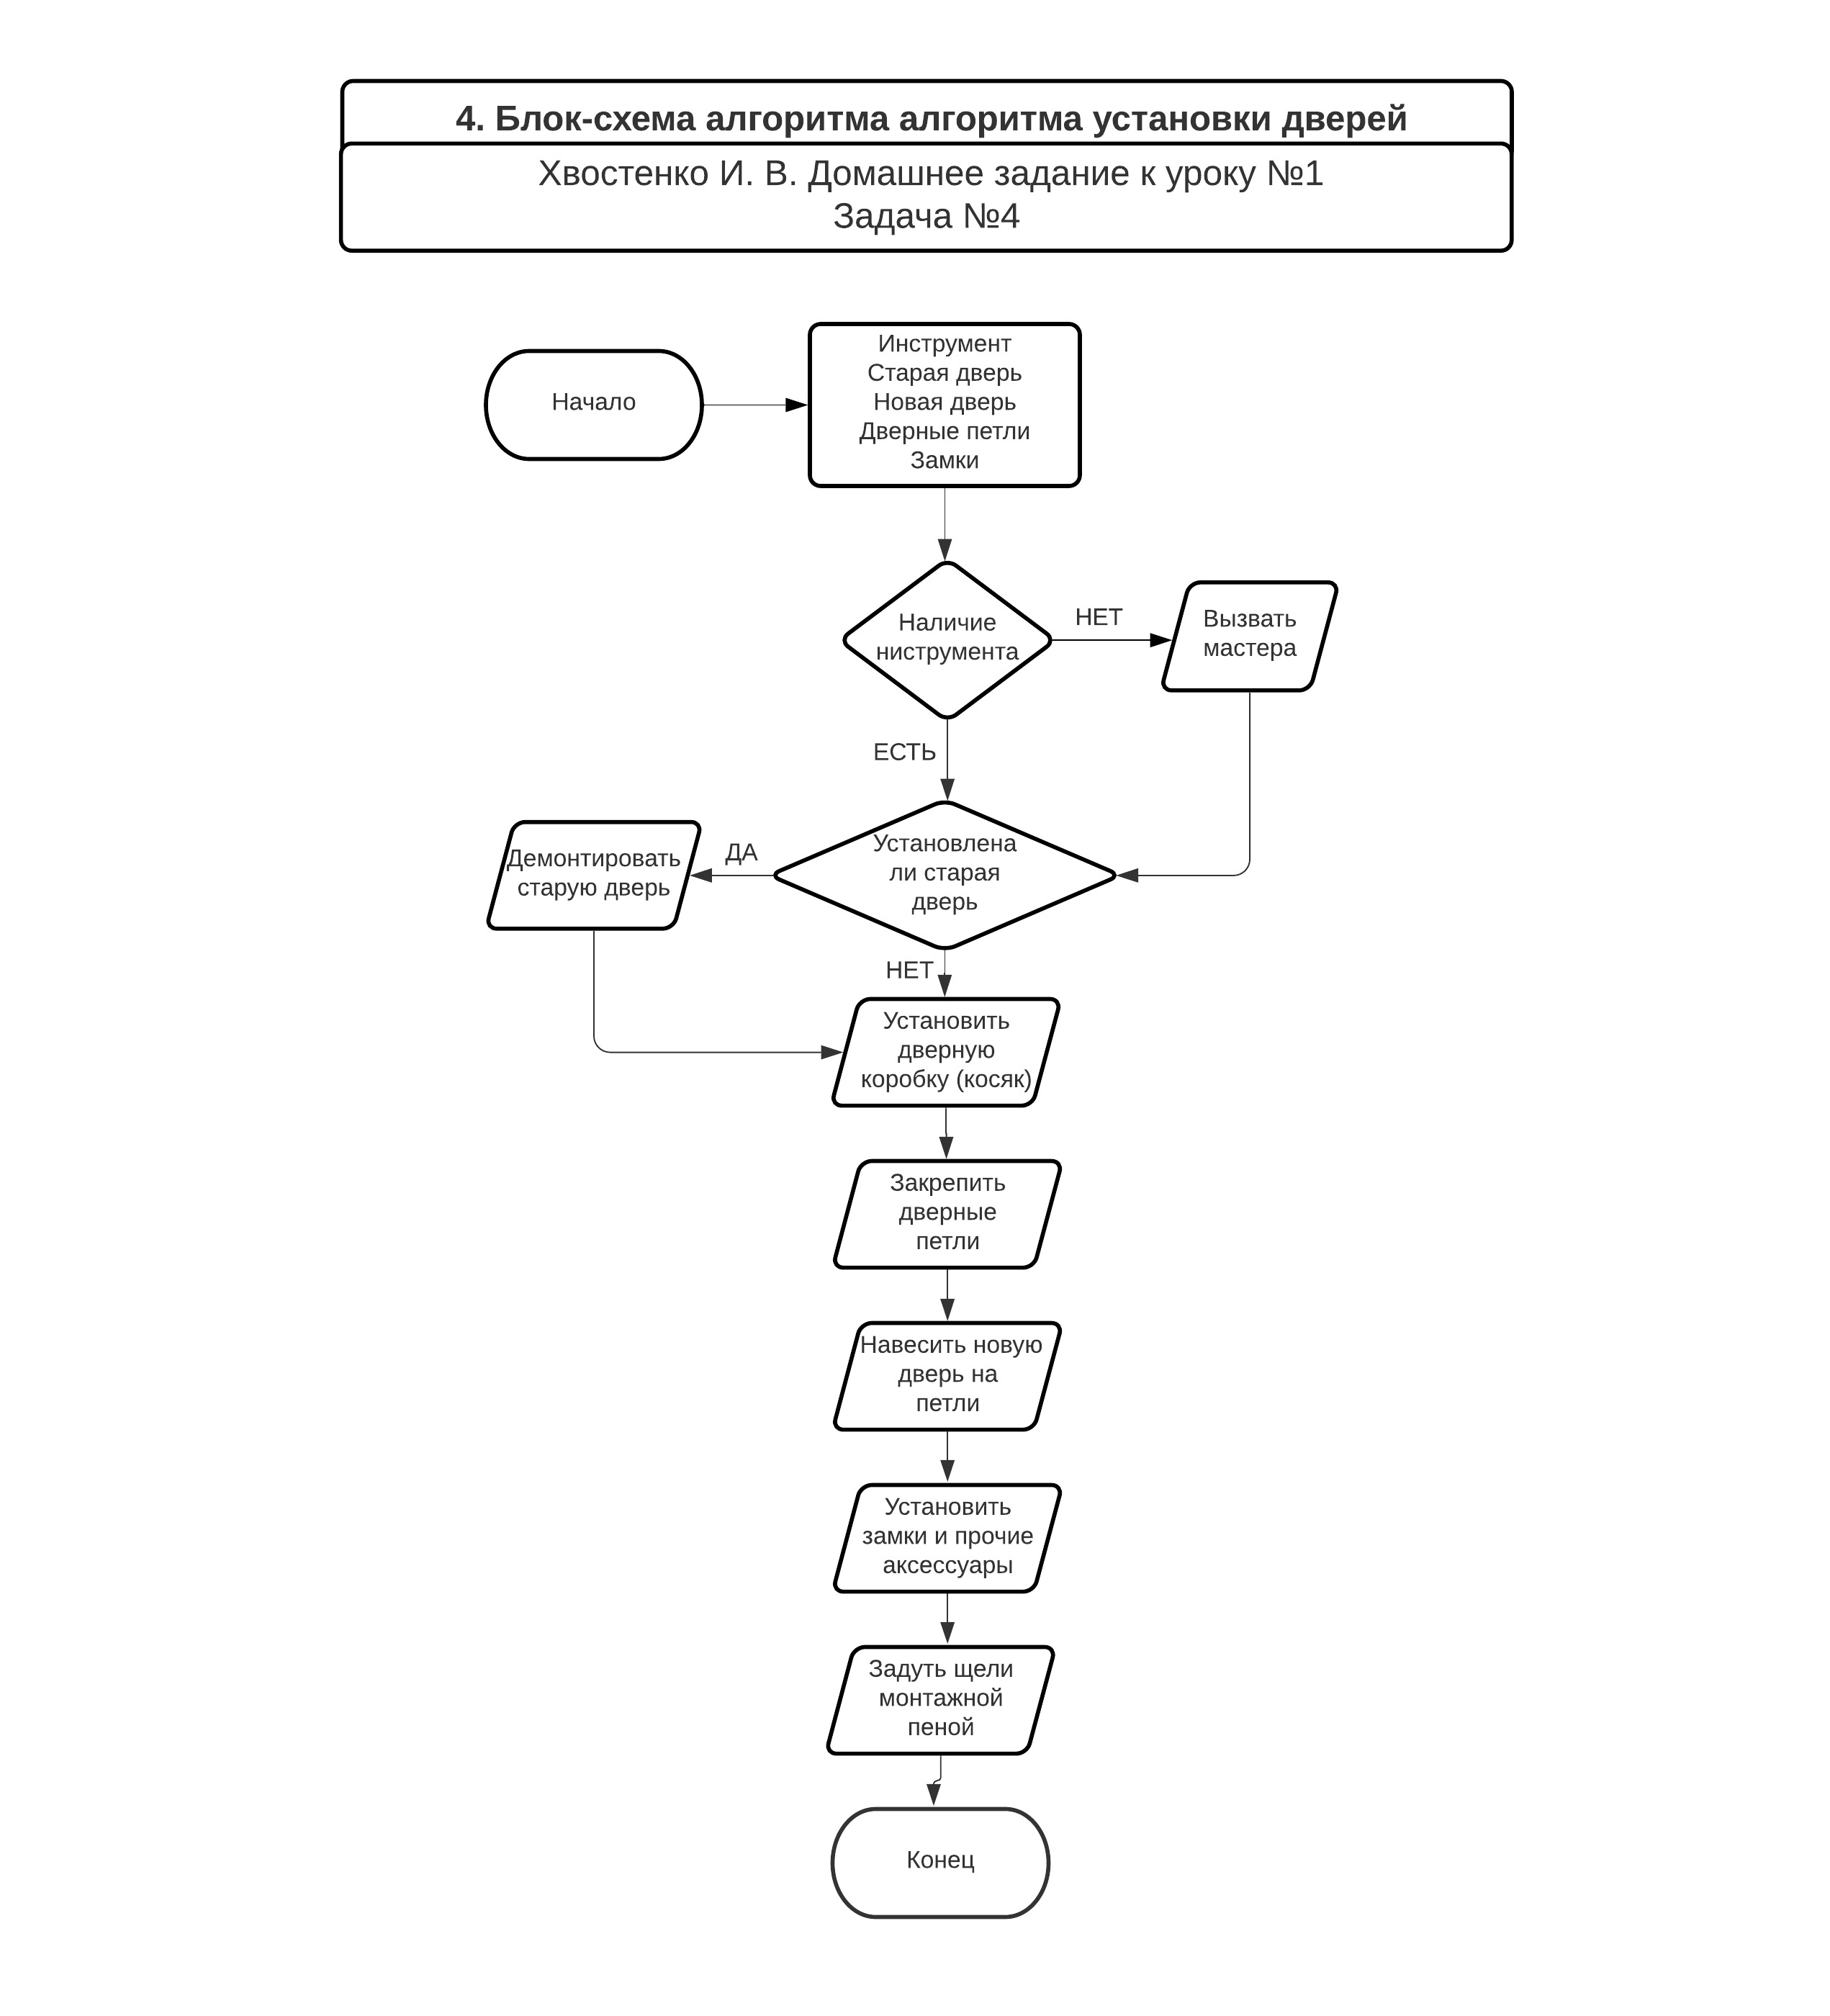 4. Блок-схема алгоритма алгоритма установки дверей
Хвостенко И. В. Домашнее задание к уроку №1
Задача №4
Начало
Инструмент
Старая дверь
Новая дверь
Дверные петли
Замки
Наличие
ниструмента
НЕТ
Вызвать
мастера
ЕСТЬ
Установлена
ли старая
дверь
ДА
Демонтировать
старую дверь
НЕТ
Установить
дверную
коробку (косяк)
Закрепить
дверные
петли
Навесить новую
дверь на
петли
Установить
замки и прочие
аксессуары
Задуть щели
монтажной
пеной
Конец